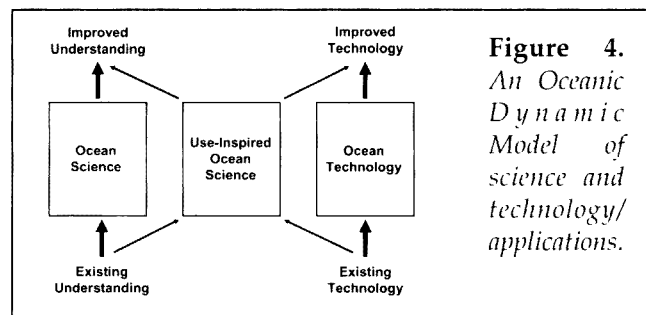 Improved Understanding
Improved Technology
Ocean Science
Use-Inspired Ocean Science
Ocean Technology
Existing Understanding
Existing Technology
Figure 4.
An Oceanic
Dynamic
Model of
science and
technology/
applications.